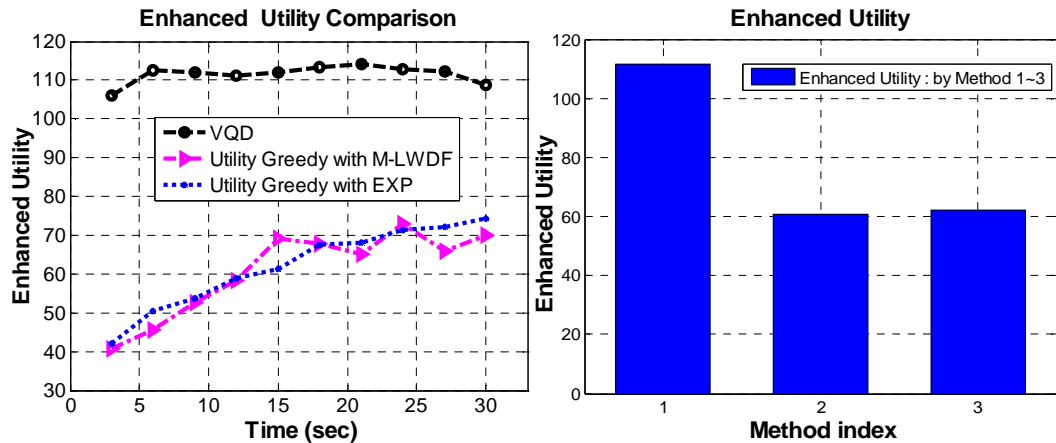 Enhanced Utility Comparison
120
110
100
90
80
70
60
50
40
30
0 5 10 15 20 25 30
Enhanced Utility
Time (sec)
VQD
Utility Greedy with M-LWDF
Utility Greedy with EXP
Enhanced Utility
120
100
80
60
40
20
0
1 2 3
Enhanced Utility
Method index
Enhanced Utility : by Method 1~3